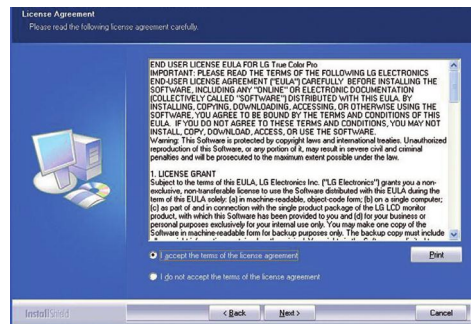 License Agreement
Please read the following license agreement carefully.
END USER LICENSE EULA FOR LG True Color Pro
IMPORTANT: PLEASE READ THE TERMS OF THE FOLLOWING LG ELECTRONICS
END-USER LICENSE AGREEMENT ("EULA") CAREFULLY BEFORE INSTALLING THE
SOFTWARE, INCLUDING ANY "ONLINE" OR ELECTRONIC DOCUMENTATION
(COLLECTIVELY CALLED "SOFTWARE") DISTRIBUTED WITH THIS EULA. BY
INSTALLING, COPYING, DOWNLOADING, ACCESSING, OR OTHERWISE USING THE
SOFTWARE, YOU AGREE TO BE BOUND BY THE TERMS AND CONDITIONS OF THIS
EULA. IF YOU DO NOT AGREE TO THESE TERMS AND CONDITIONS, YOU MAY NOT
INSTALL, COPY, DOWNLOAD, ACCESS, OR USE THE SOFTWARE.
Warning: This Software is protected by copyright laws and international treaties. Unauthorized
reproduction of this Software, or any portion of it, may result in severe civil and criminal
penalties and will be prosecuted to the maximum extent possible under the law.
1. LICENSE GRANT
Subject to the terms of this EULA, LG Electronics Inc. ("LG Electronics") grants you a non-
exclusive, non-transferable license to use the Software distributed with this EULA during the
term of this EULA solely: (a) in machine-readable, object-code form; (b) on a single computer;
(c) as part of and in connection with the single product package of the LG LCD monitor
product, with which this Software has been provided to you and (d) for your business or
personal purposes exclusively for your internal use only. You may make one copy of the
Software in machine-readable form for backup purposes only. The backup copy must include
I accept the terms of the license agreement
Print
I do not accept the terms of the license agreement
InstallShield
< Back
Next >
Cancel